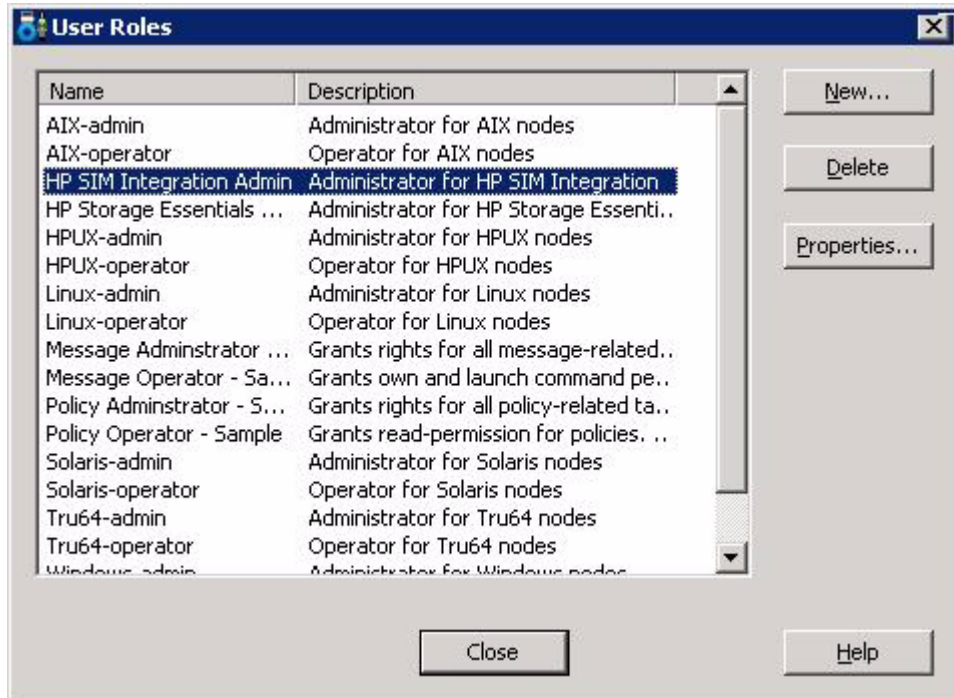 User Roles
Name Description
AIX-admin Administrator for AIX nodes
AIX-operator Operator for AIX nodes
HP SIM Integration Admin Administrator for HP SIM Integration
HP Storage Essentials ... Administrator for HP Storage Essenti..
HPUX-admin Administrator for HPUX nodes
HPUX-operator Operator for HPUX nodes
Linux-admin Administrator for Linux nodes
Linux-operator Operator for Linux nodes
Message Adminstrator ... Grants rights for all message-related..
Message Operator - Sa... Grants own and launch command pe..
Policy Adminstrator - S... Grants rights for all policy-related ta..
Policy Operator - Sample Grants read-permission for policies. ..
Solaris-admin Administrator for Solaris nodes
Solaris-operator Operator for Solaris nodes
Tru64-admin Administrator for Tru64 nodes
Tru64-operator Operator for Tru64 nodes
Windows-admin Administrator for Windows nodes
New...
Delete
Properties...
Close
Help